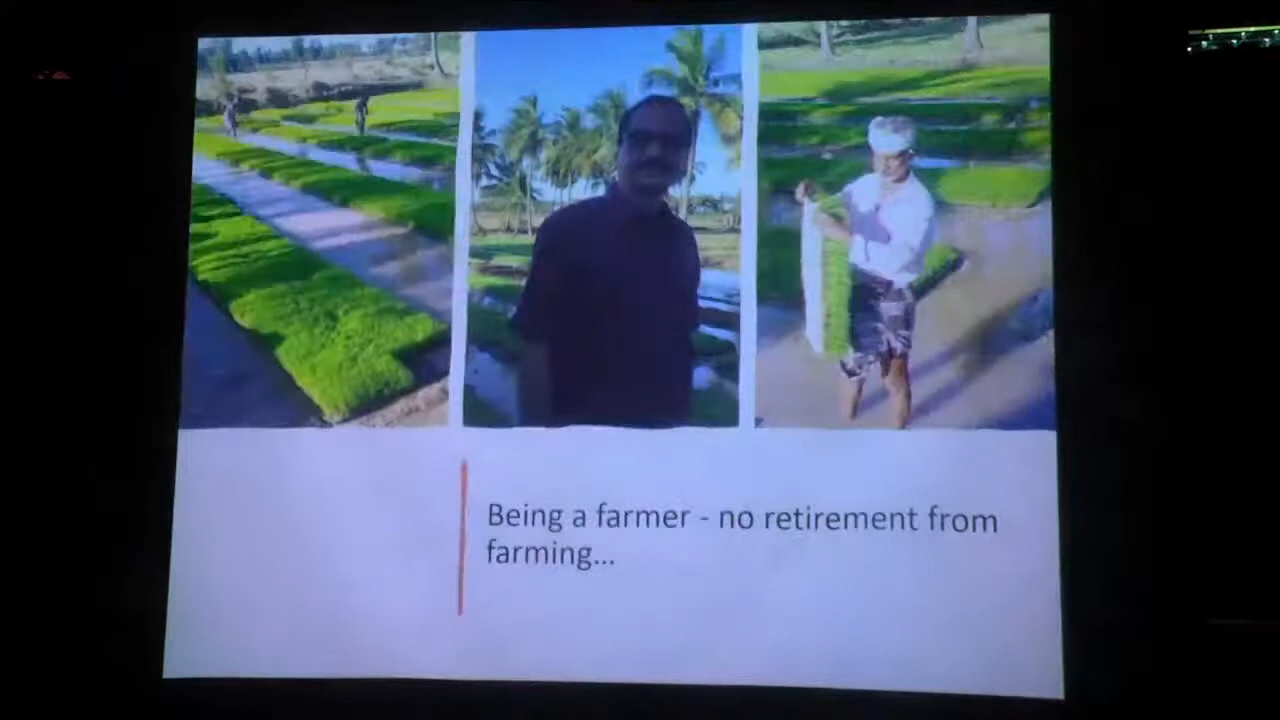 Being a farmer - no retirement from
farming...